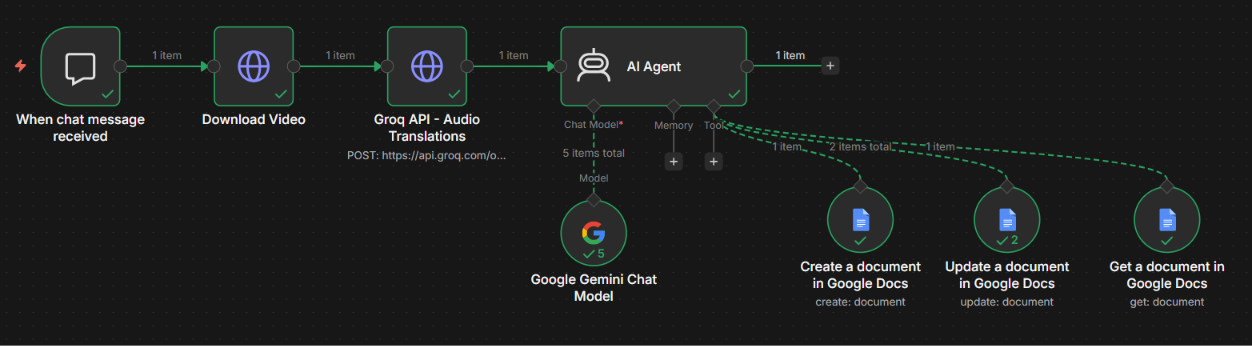 1 item
1 item
1 item
AI Agent
1 item
When chat message
received
Download Video
Groq API - Audio
Translations
POST: https://api.groq.com/o...
Chat Model*
Memory
Tool
5 items total
1 item
2 items total
1 item
Model
5
2
Google Gemini Chat
Model
Create a document
in Google Docs
create: document
Update a document
in Google Docs
update: document
Get a document in
Google Docs
get: document